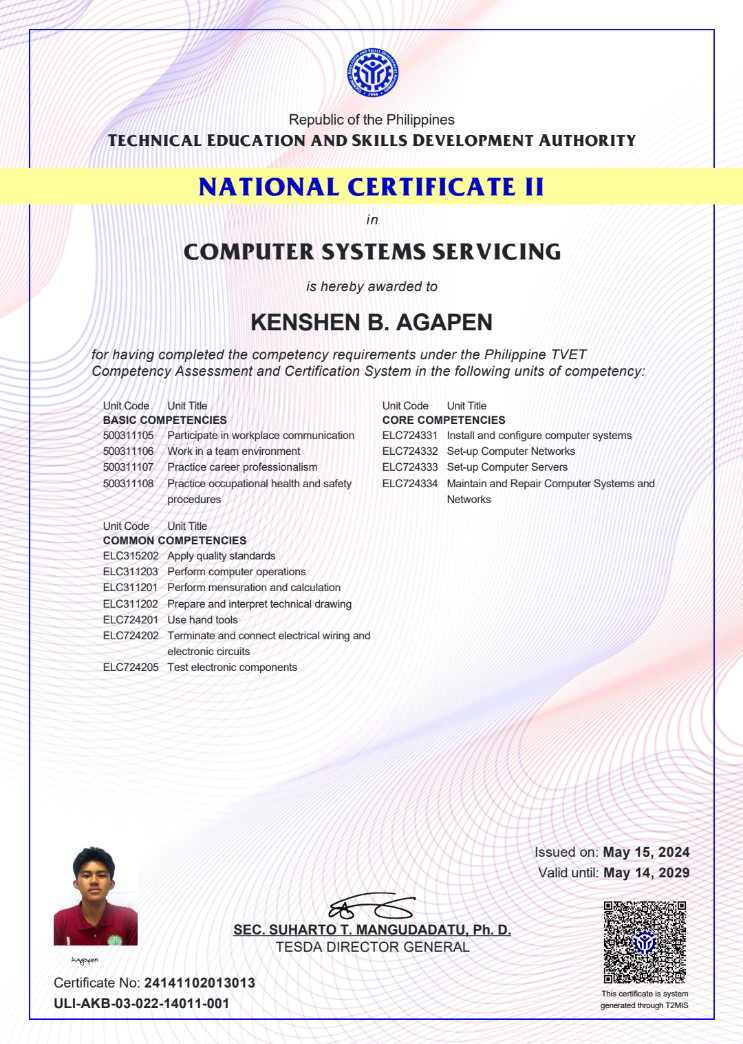 Republic of the Philippines
TECHNICAL EDUCATION AND SKILLS DEVELOPMENT AUTHORITY
NATIONAL CERTIFICATE II
in
COMPUTER SYSTEMS SERVICING
is hereby awarded to
KENSHEN B. AGAPEN
for having completed the competency requirements under the Philippine TVET
Competency Assessment and Certification System in the following units of competency:
Unit Code Unit Title
BASIC COMPETENCIES
500311105 Participate in workplace communication
500311106 Work in a team environment
500311107 Practice career professionalism
500311108 Practice occupational health and safety
procedures
Unit Code Unit Title
COMMON COMPETENCIES
ELC315202 Apply quality standards
ELC311203 Perform computer operations
ELC311201 Perform mensuration and calculation
ELC311202 Prepare and interpret technical drawing
ELC724201 Use hand tools
ELC724202 Terminate and connect electrical wiring and
electronic circuits
ELC724205 Test electronic components
Unit Code Unit Title
CORE COMPETENCIES
ELC724331 Install and configure computer systems
ELC724332 Set-up Computer Networks
ELC724333 Set-up Computer Servers
ELC724334 Maintain and Repair Computer Systems and
Networks
Issued on: May 15, 2024
Valid until: May 14, 2029
SEC. SUHARTO T. MANGUDADATU, Ph. D.
TESDA DIRECTOR GENERAL
Certificate No: 24141102013013
ULI-AKB-03-022-14011-001
This certificate is system
generated through T2MIS